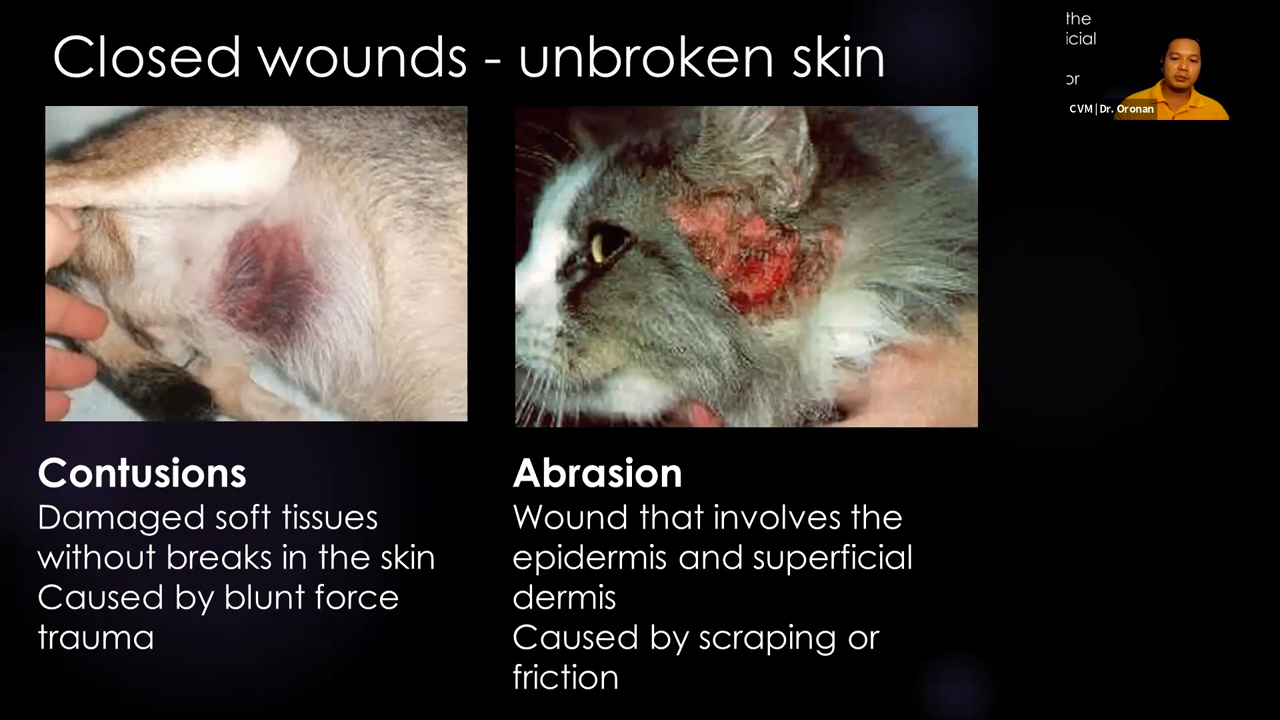 Closed wounds - unbroken skin
the
icial
or
CVM|Dr. Oronan
Contusions
Damaged soft tissues
without breaks in the skin
Caused by blunt force
trauma
Abrasion
Wound that involves the
epidermis and superficial
dermis
Caused by scraping or
friction